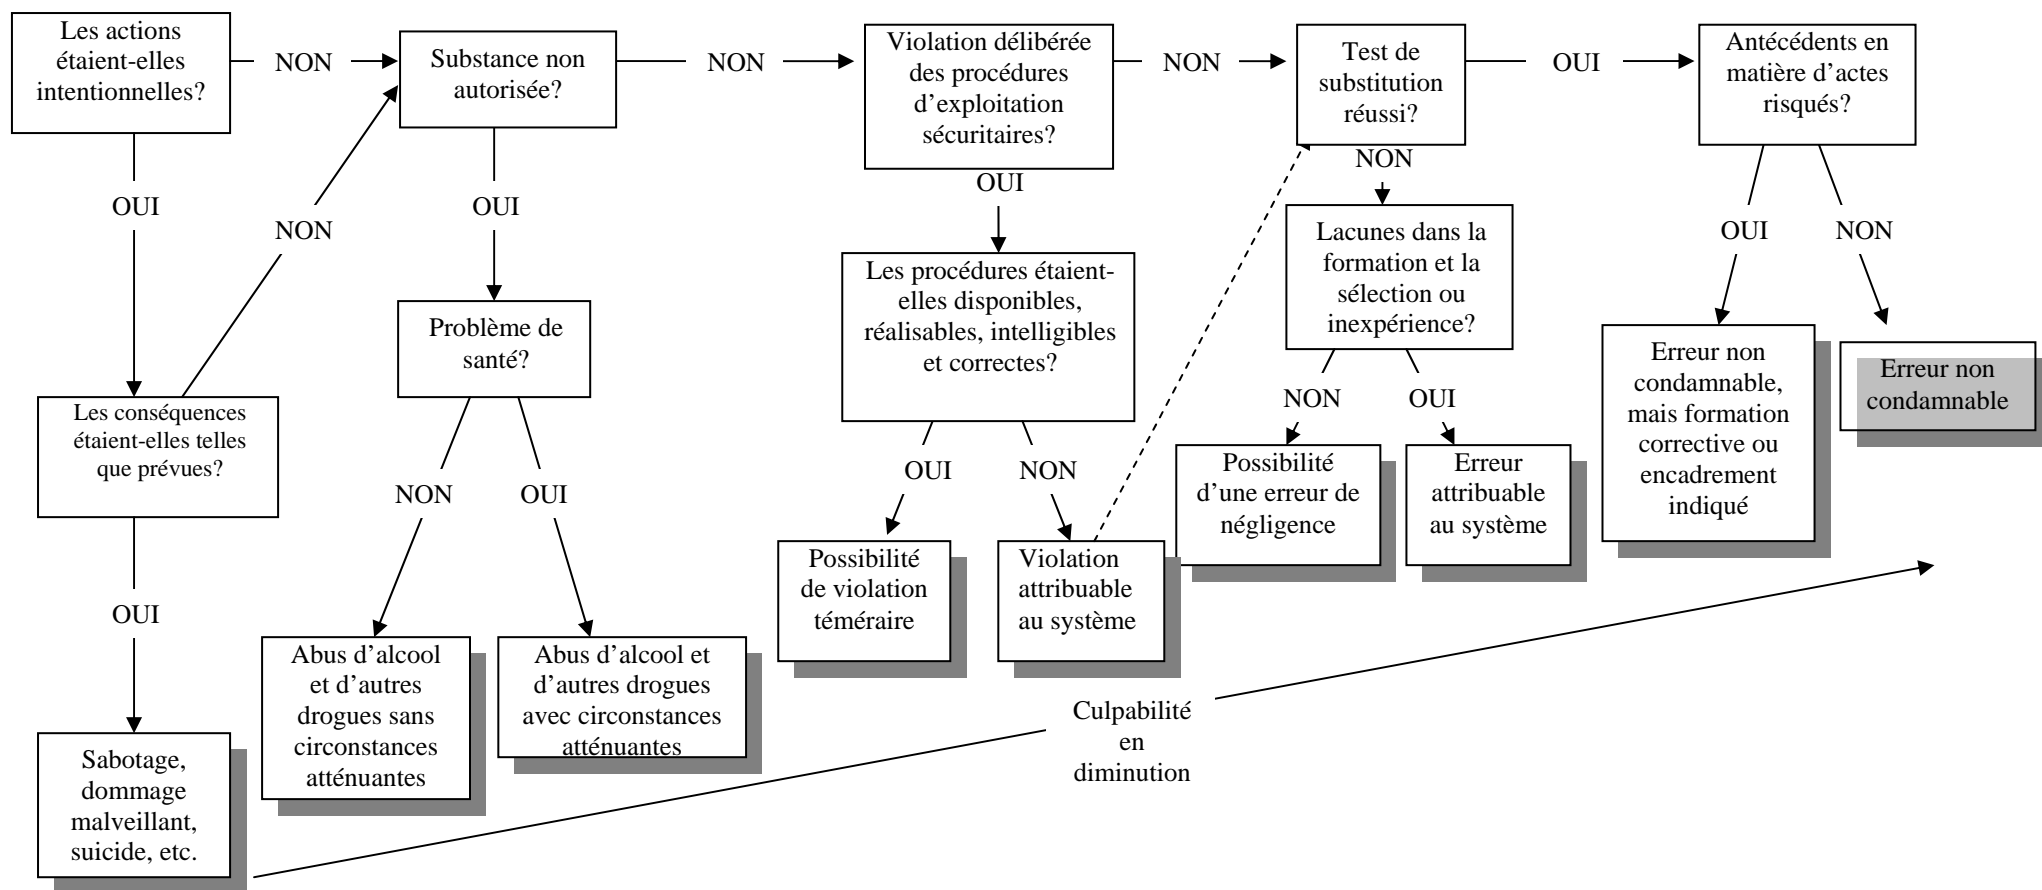 Les actions
étaient-elles
intentionnelles?
NON
Substance non
autorisée?
NON
Violation délibérée
des procédures
d’exploitation
sécuritaires?
NON
Test de
substitution
réussi?
OUI
Antécédents en
matière d’actes
risqués?
OUI
NON
OUI
OUI
NON
OUI
NON
Les conséquences
étaient-elles telles
que prévues?
Problème de
santé?
Les procédures étaient-
elles disponibles,
réalisables, intelligibles
et correctes?
Lacunes dans la
formation et la
sélection ou
inexpérience?
Erreur non
condamnable,
mais formation
corrective ou
encadrement
indiqué
Erreur non
condamnable
OUI
NON
OUI
OUI
NON
NON
OUI
Sabotage,
dommage
malveillant,
suicide, etc.
Abus d’alcool
et d’autres
drogues sans
circonstances
atténuantes
Abus d’alcool et
d’autres drogues
avec circonstances
atténuantes
Possibilité
de violation
téméraire
Violation
attribuable
au système
Possibilité
d’une erreur de
négligence
Erreur
attribuable
au système
Culpabilité
en
diminution